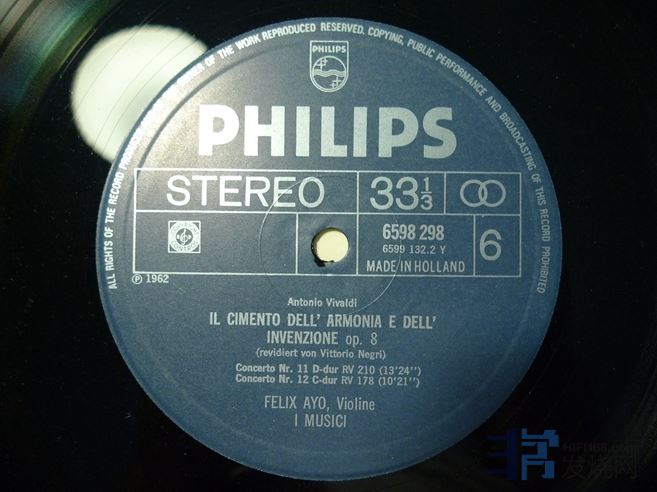 ALL RIGHTS OF THE RECORD PRODUCER AND OF THE OWNER OF THE WORK REPRODUCED RESERVED. COPYING, PUBLIC PERFORMANCE AND BROADCASTING OF THIS RECORD PROHIBITED
PHILIPS
PHILIPS
STEREO 33 1/3
6598 298
6599 132.2 Y
MADE IN HOLLAND
6
℗ 1962
Antonio Vivaldi
IL CIMENTO DELL' ARMONIA E DELL'
INVENZIONE op. 8
(revidiert von Vittorio Negri)
Concerto Nr. 11 D-dur RV 210 (13'24'')
Concerto Nr. 12 C-dur RV 178 (10'21'')
FELIX AYO, Violine
I MUSICI
HIFI168.com
发烧网